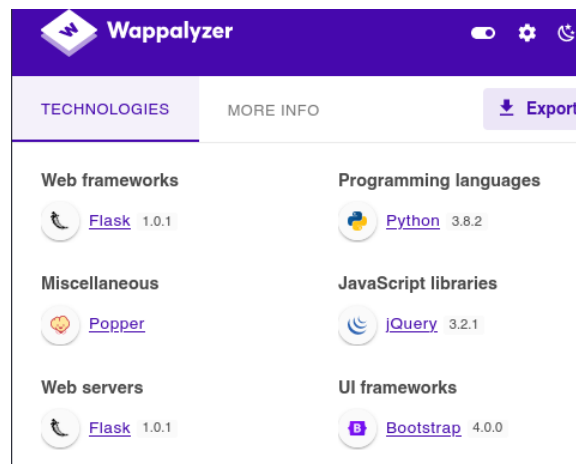 Wappalyzer
TECHNOLOGIES MORE INFO Export
Web frameworks
Flask 1.0.1
Programming languages
Python 3.8.2
Miscellaneous
Popper
JavaScript libraries
jQuery 3.2.1
Web servers
Flask 1.0.1
UI frameworks
Bootstrap 4.0.0